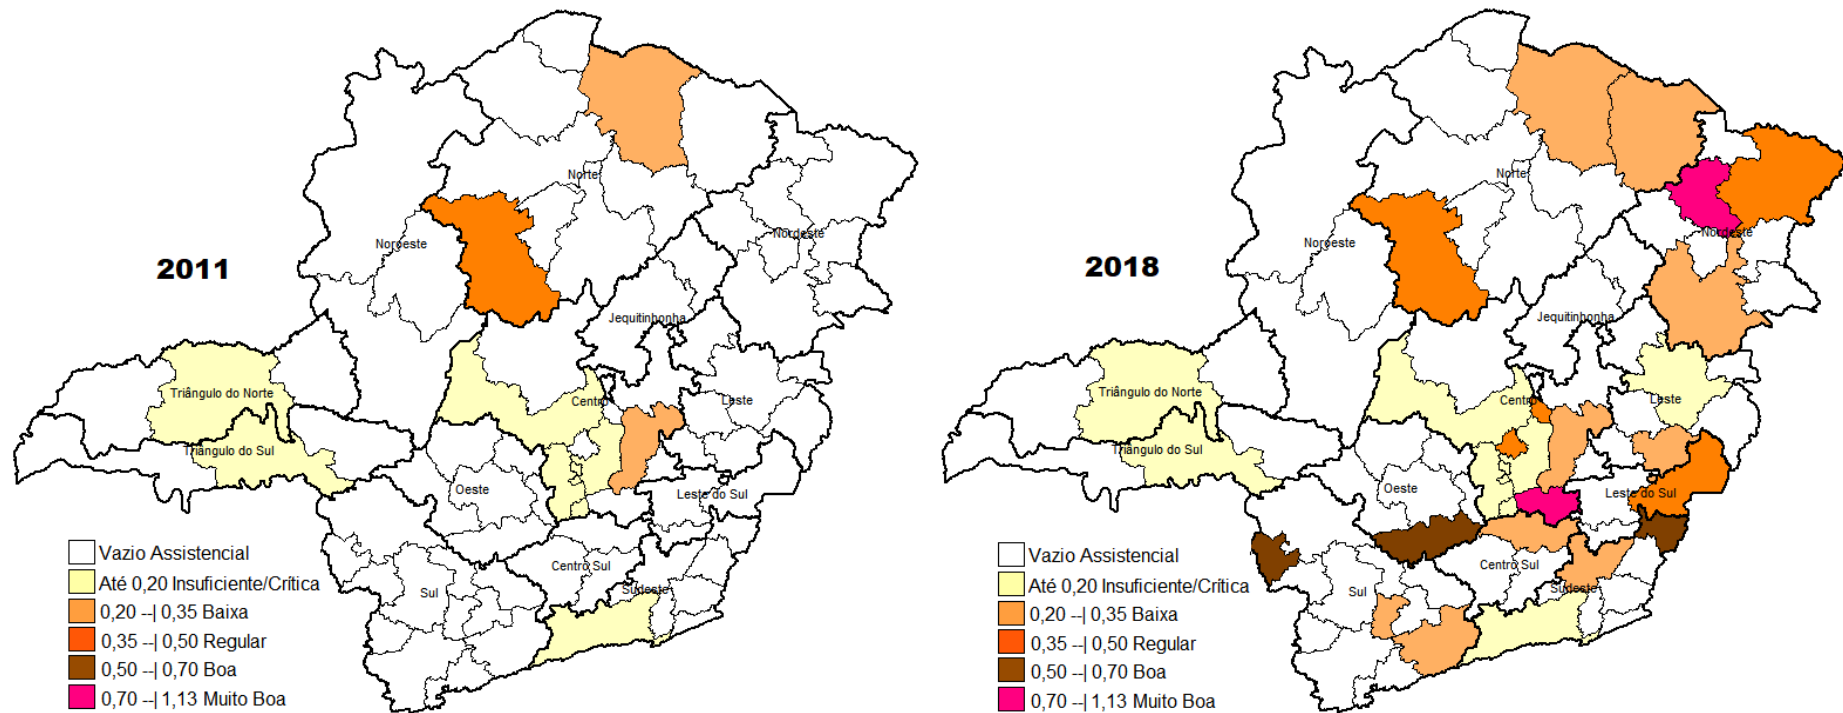 2011
Norte
Noroeste
Nordeste
Jequitinhonha
Triângulo do Norte
Centro
Leste
Triângulo do Sul
Oeste
Leste do Sul
Centro Sul
Sul
Sudeste
Vazio Assistencial
Até 0,20 Insuficiente/Crítica
0,20 --| 0,35 Baixa
0,35 --| 0,50 Regular
0,50 --| 0,70 Boa
0,70 --| 1,13 Muito Boa
2018
Norte
Noroeste
Nordeste
Jequitinhonha
Triângulo do Norte
Centro
Leste
Triângulo do Sul
Oeste
Leste do Sul
Centro Sul
Sul
Sudeste
Vazio Assistencial
Até 0,20 Insuficiente/Crítica
0,20 --| 0,35 Baixa
0,35 --| 0,50 Regular
0,50 --| 0,70 Boa
0,70 --| 1,13 Muito Boa